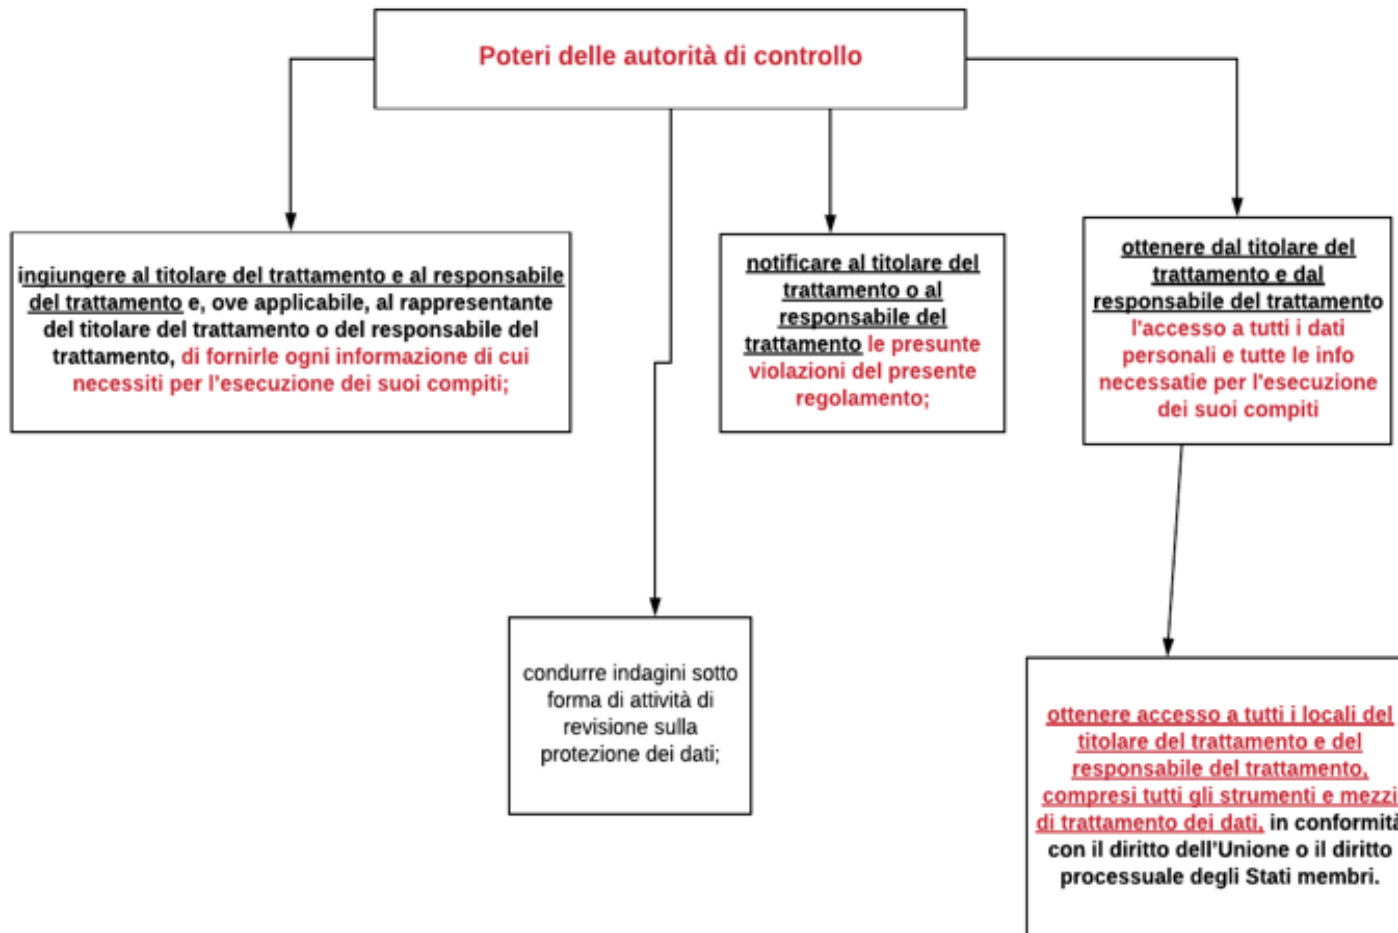 Poteri delle autorità di controllo
ingiungere al titolare del trattamento e al responsabile
del trattamento e, ove applicabile, al rappresentante
del titolare del trattamento o del responsabile del
trattamento, di fornirle ogni informazione di cui
necessiti per l'esecuzione dei suoi compiti;
notificare al titolare del
trattamento o al
responsabile del
trattamento le presunte
violazioni del presente
regolamento;
ottenere dal titolare del
trattamento e dal
responsabile del trattamento
l'accesso a tutti i dati
personali e tutte le info
necessatie per l'esecuzione
dei suoi compiti
condurre indagini sotto
forma di attività di
revisione sulla
protezione dei dati;
ottenere accesso a tutti i locali del
titolare del trattamento e del
responsabile del trattamento,
compresi tutti gli strumenti e mezzi
di trattamento dei dati, in conformità
con il diritto dell'Unione o il diritto
processuale degli Stati membri.